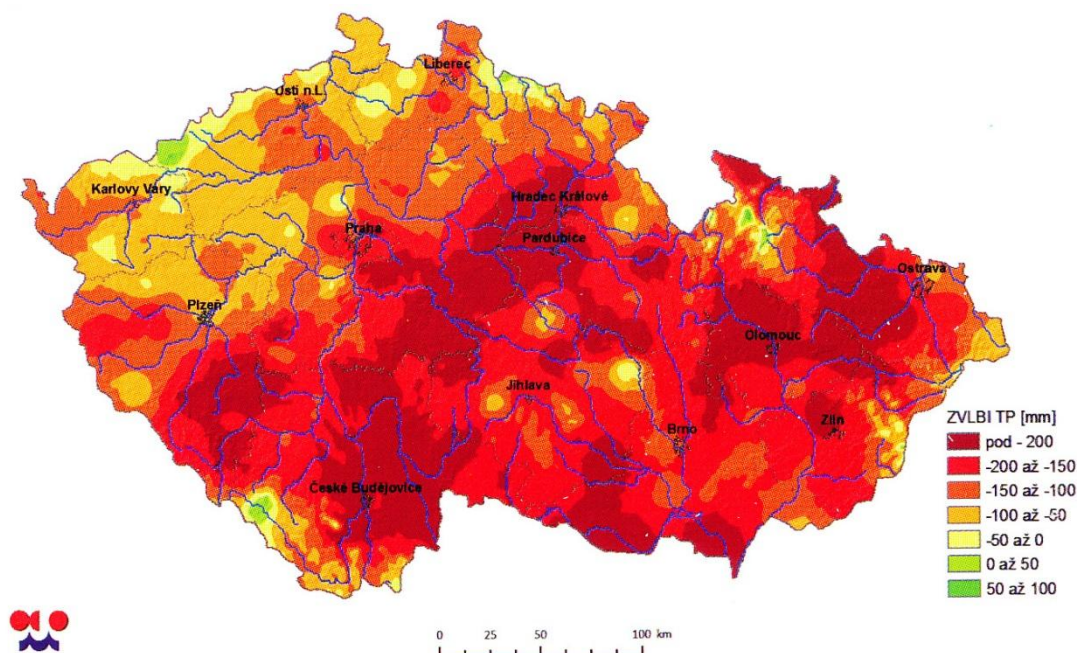 Liberec
Ústí n.L.
Karlovy Vary
Hradec Králové
Praha
Pardubice
Ostrava
Plzeň
Olomouc
Jihlava
Zlín
Brno
České Budějovice
ZVLBI TP [mm]
pod - 200
-200 až -150
-150 až -100
-100 až -50
-50 až 0
0 až 50
50 až 100
0 25 50 100 km